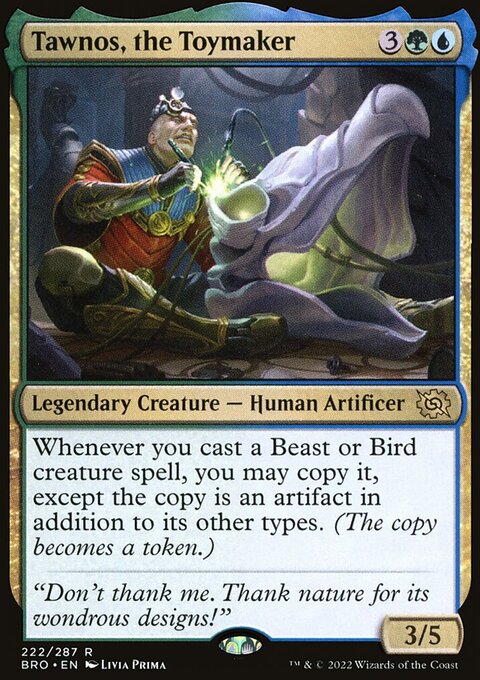 Tawnos, the Toymaker 3
Legendary Creature — Human Artificer
Whenever you cast a Beast or Bird
creature spell, you may copy it,
except the copy is an artifact in
addition to its other types. (The copy
becomes a token.)
“Don’t thank me. Thank nature for its
wondrous designs!”
3/5
222/287 R
BRO • EN Livia Prima
™ & © 2022 Wizards of the Coast